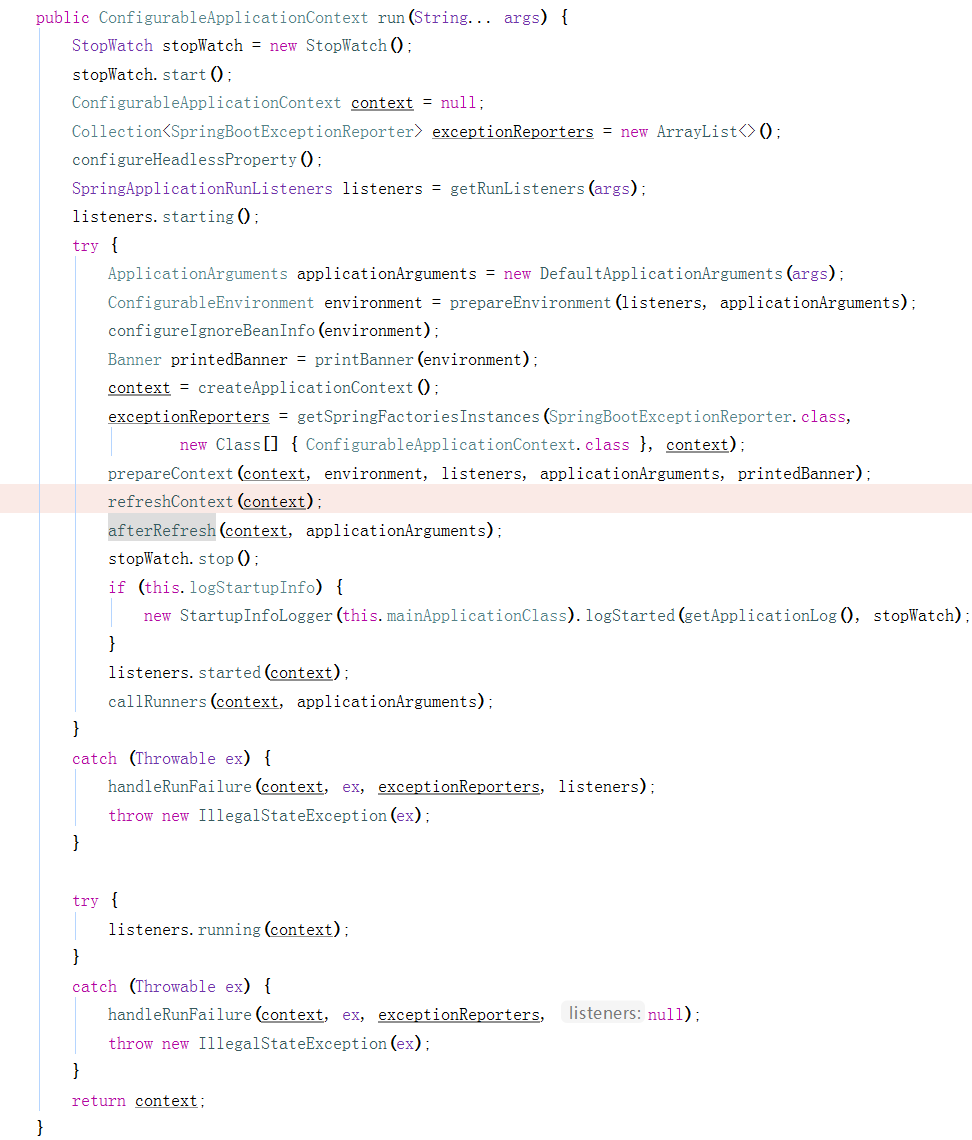 public ConfigurableApplicationContext run(String... args) {
    StopWatch stopWatch = new StopWatch();
    stopWatch.start();
    ConfigurableApplicationContext context = null;
    Collection<SpringBootExceptionReporter> exceptionReporters = new ArrayList<>();
    configureHeadlessProperty();
    SpringApplicationRunListeners listeners = getRunListeners(args);
    listeners.starting();
    try {
        ApplicationArguments applicationArguments = new DefaultApplicationArguments(args);
        ConfigurableEnvironment environment = prepareEnvironment(listeners, applicationArguments);
        configureIgnoreBeanInfo(environment);
        Banner printedBanner = printBanner(environment);
        context = createApplicationContext();
        exceptionReporters = getSpringFactoriesInstances(SpringBootExceptionReporter.class,
                new Class[] { ConfigurableApplicationContext.class }, context);
        prepareContext(context, environment, listeners, applicationArguments, printedBanner);
        refreshContext(context);
        afterRefresh(context, applicationArguments);
        stopWatch.stop();
        if (this.logStartupInfo) {
            new StartupInfoLogger(this.mainApplicationClass).logStarted(getApplicationLog(), stopWatch);
        }
        listeners.started(context);
        callRunners(context, applicationArguments);
    }
    catch (Throwable ex) {
        handleRunFailure(context, ex, exceptionReporters, listeners);
        throw new IllegalStateException(ex);
    }

    try {
        listeners.running(context);
    }
    catch (Throwable ex) {
        handleRunFailure(context, ex, exceptionReporters, listeners: null);
        throw new IllegalStateException(ex);
    }
    return context;
}